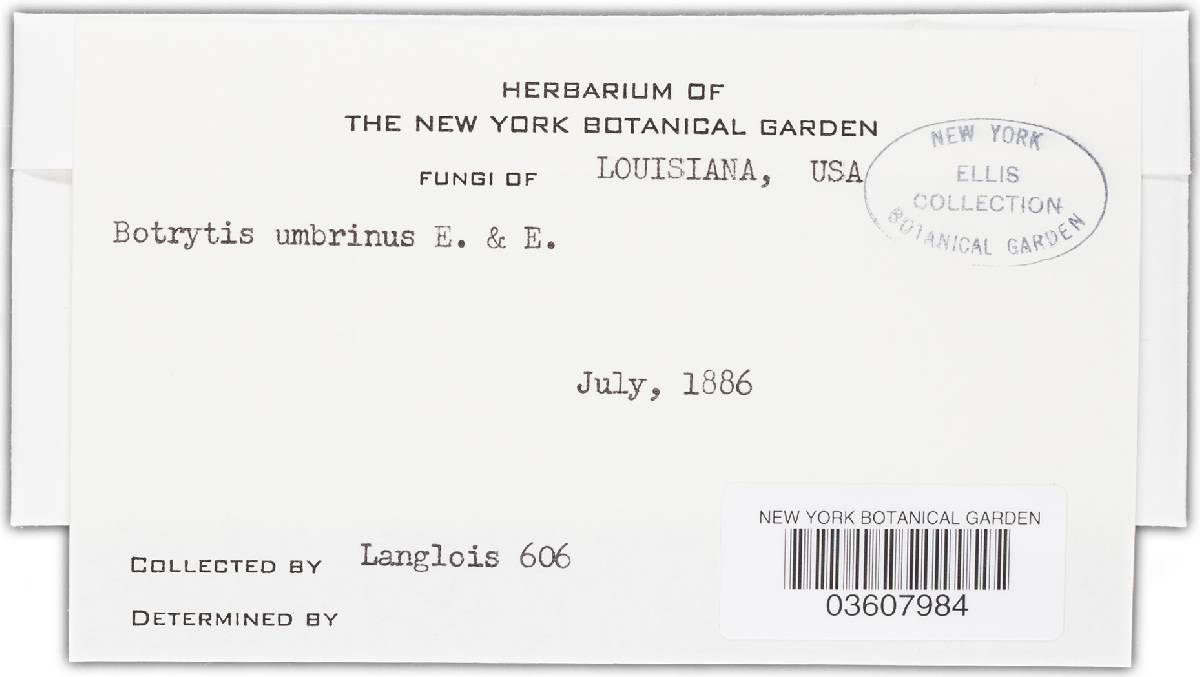 HERBARIUM OF
THE NEW YORK BOTANICAL GARDEN
FUNGI OF LOUISIANA, USA
NEW YORK
ELLIS
COLLECTION
BOTANICAL GARDEN
Botrytis umbrinus E. & E.
July, 1886
COLLECTED BY Langlois 606
DETERMINED BY
NEW YORK BOTANICAL GARDEN
03607984